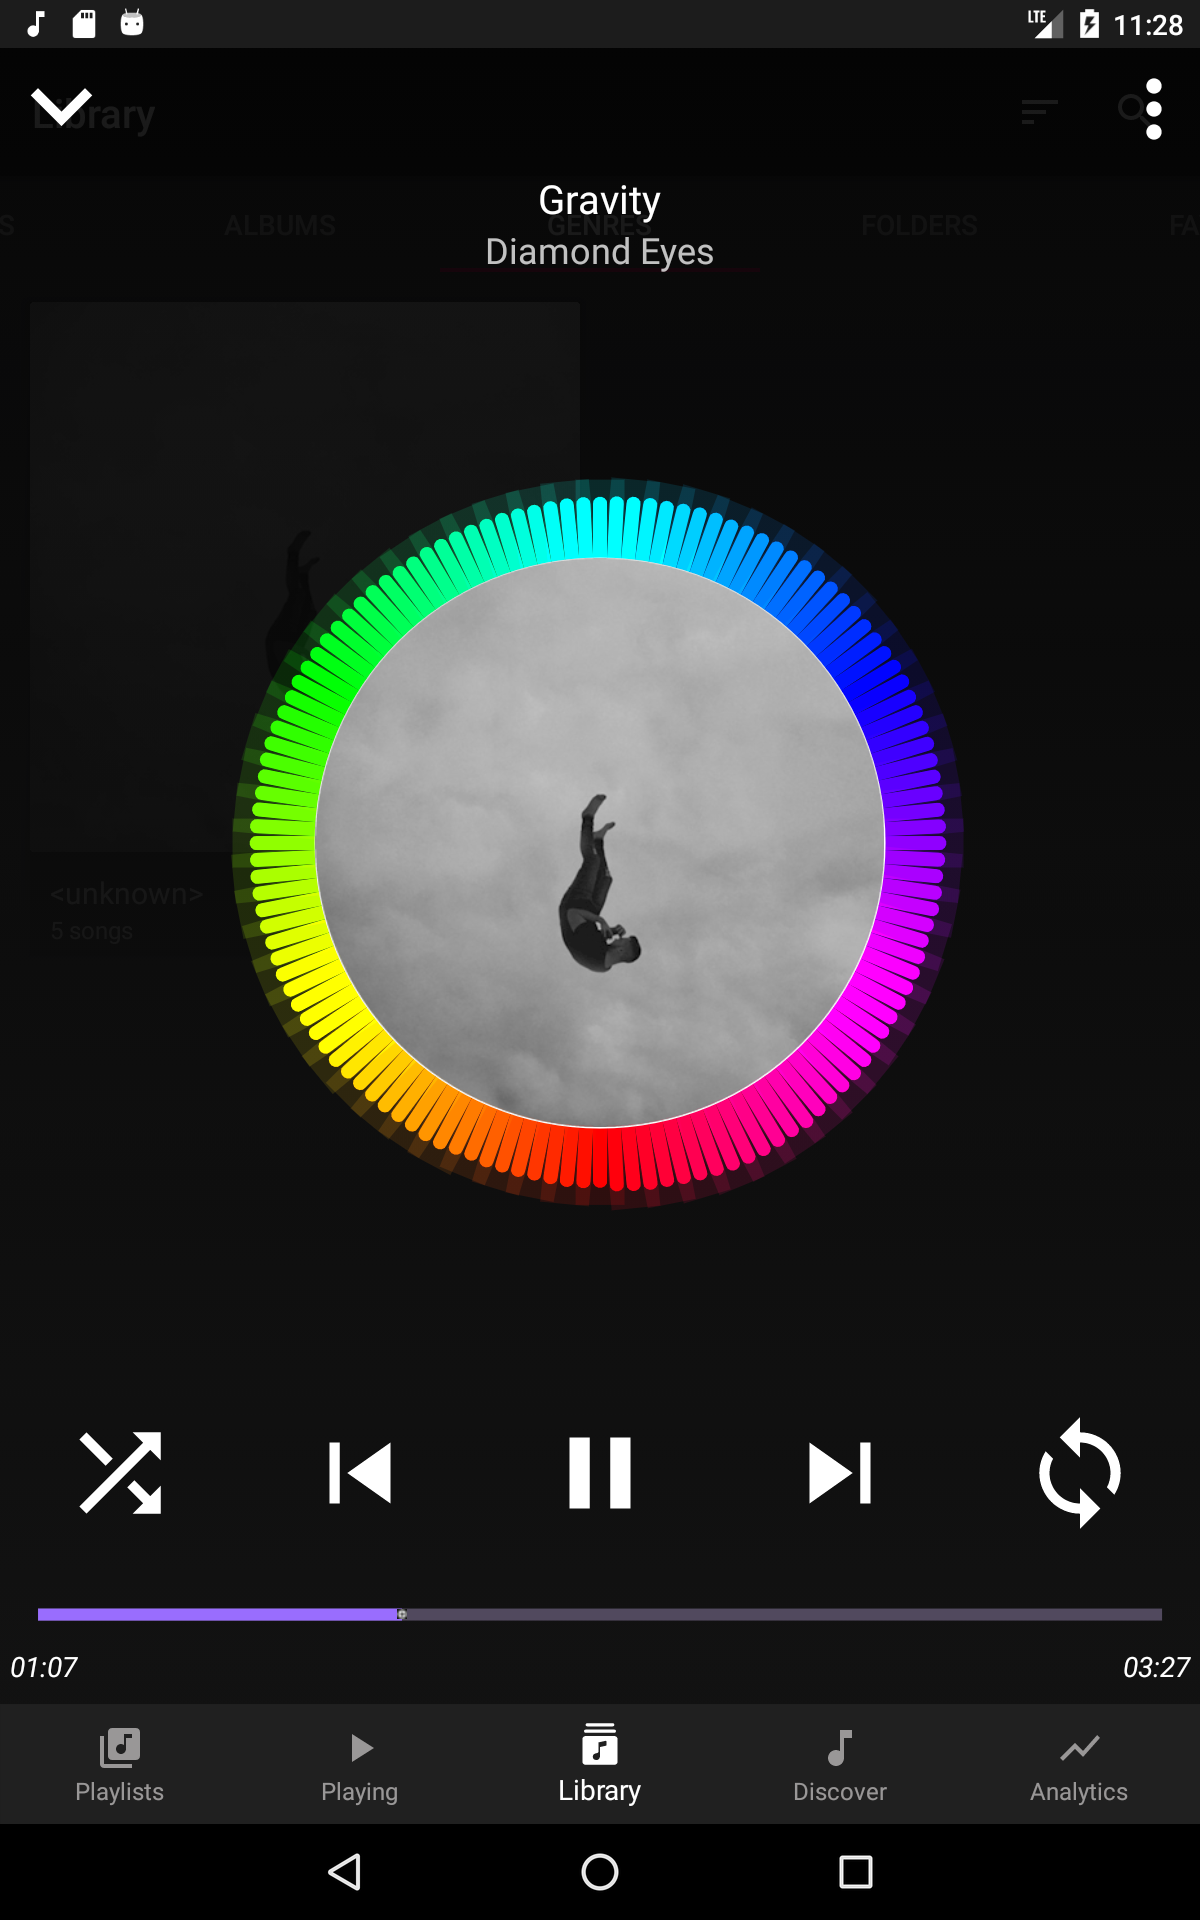 LTE 11:28
Library
Gravity
S ALBUMS GENRES FOLDERS FA
Diamond Eyes
<unknown>
5 songs
01:07 03:27
Playlists Playing Library Discover Analytics